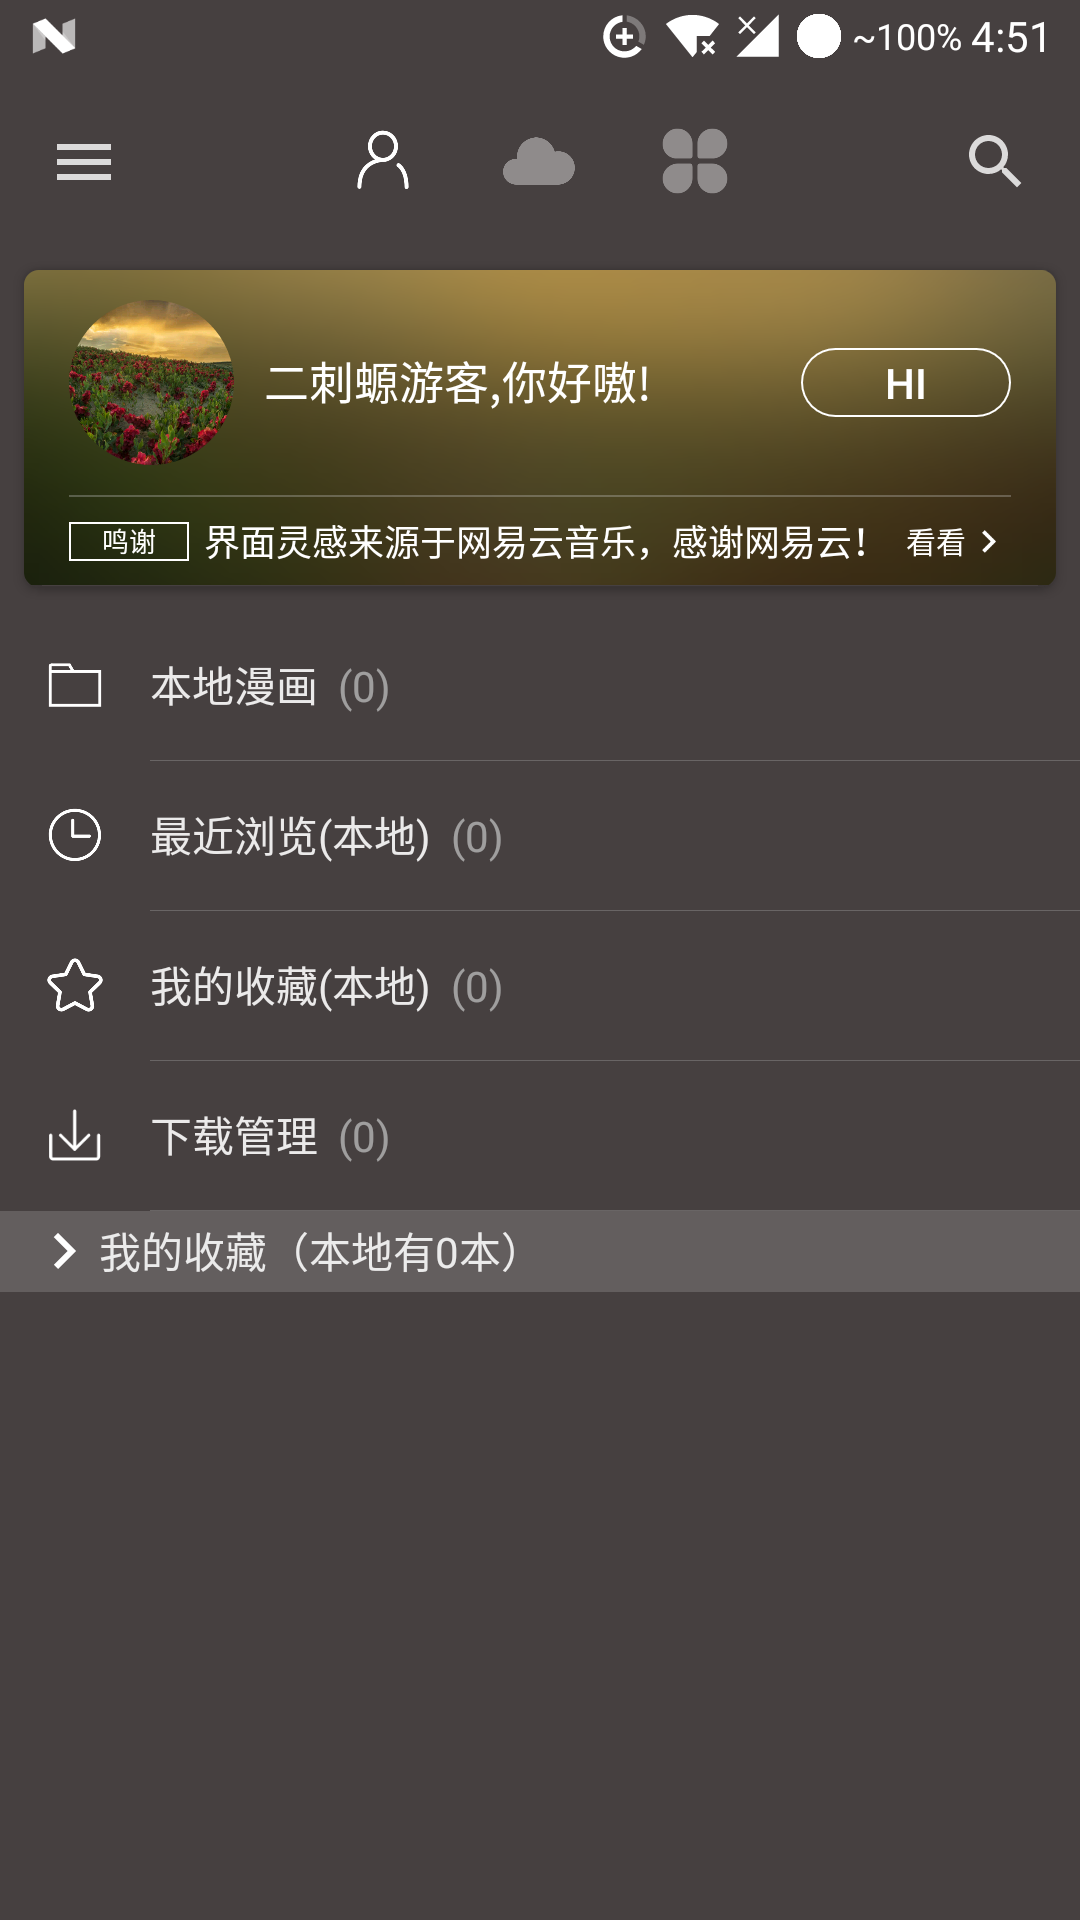 ~100% 4:51
二刺螈游客,你好嗷!
HI
鸣谢 界面灵感来源于网易云音乐，感谢网易云！ 看看
本地漫画 (0)
最近浏览(本地) (0)
我的收藏(本地) (0)
下载管理 (0)
我的收藏（本地有0本）